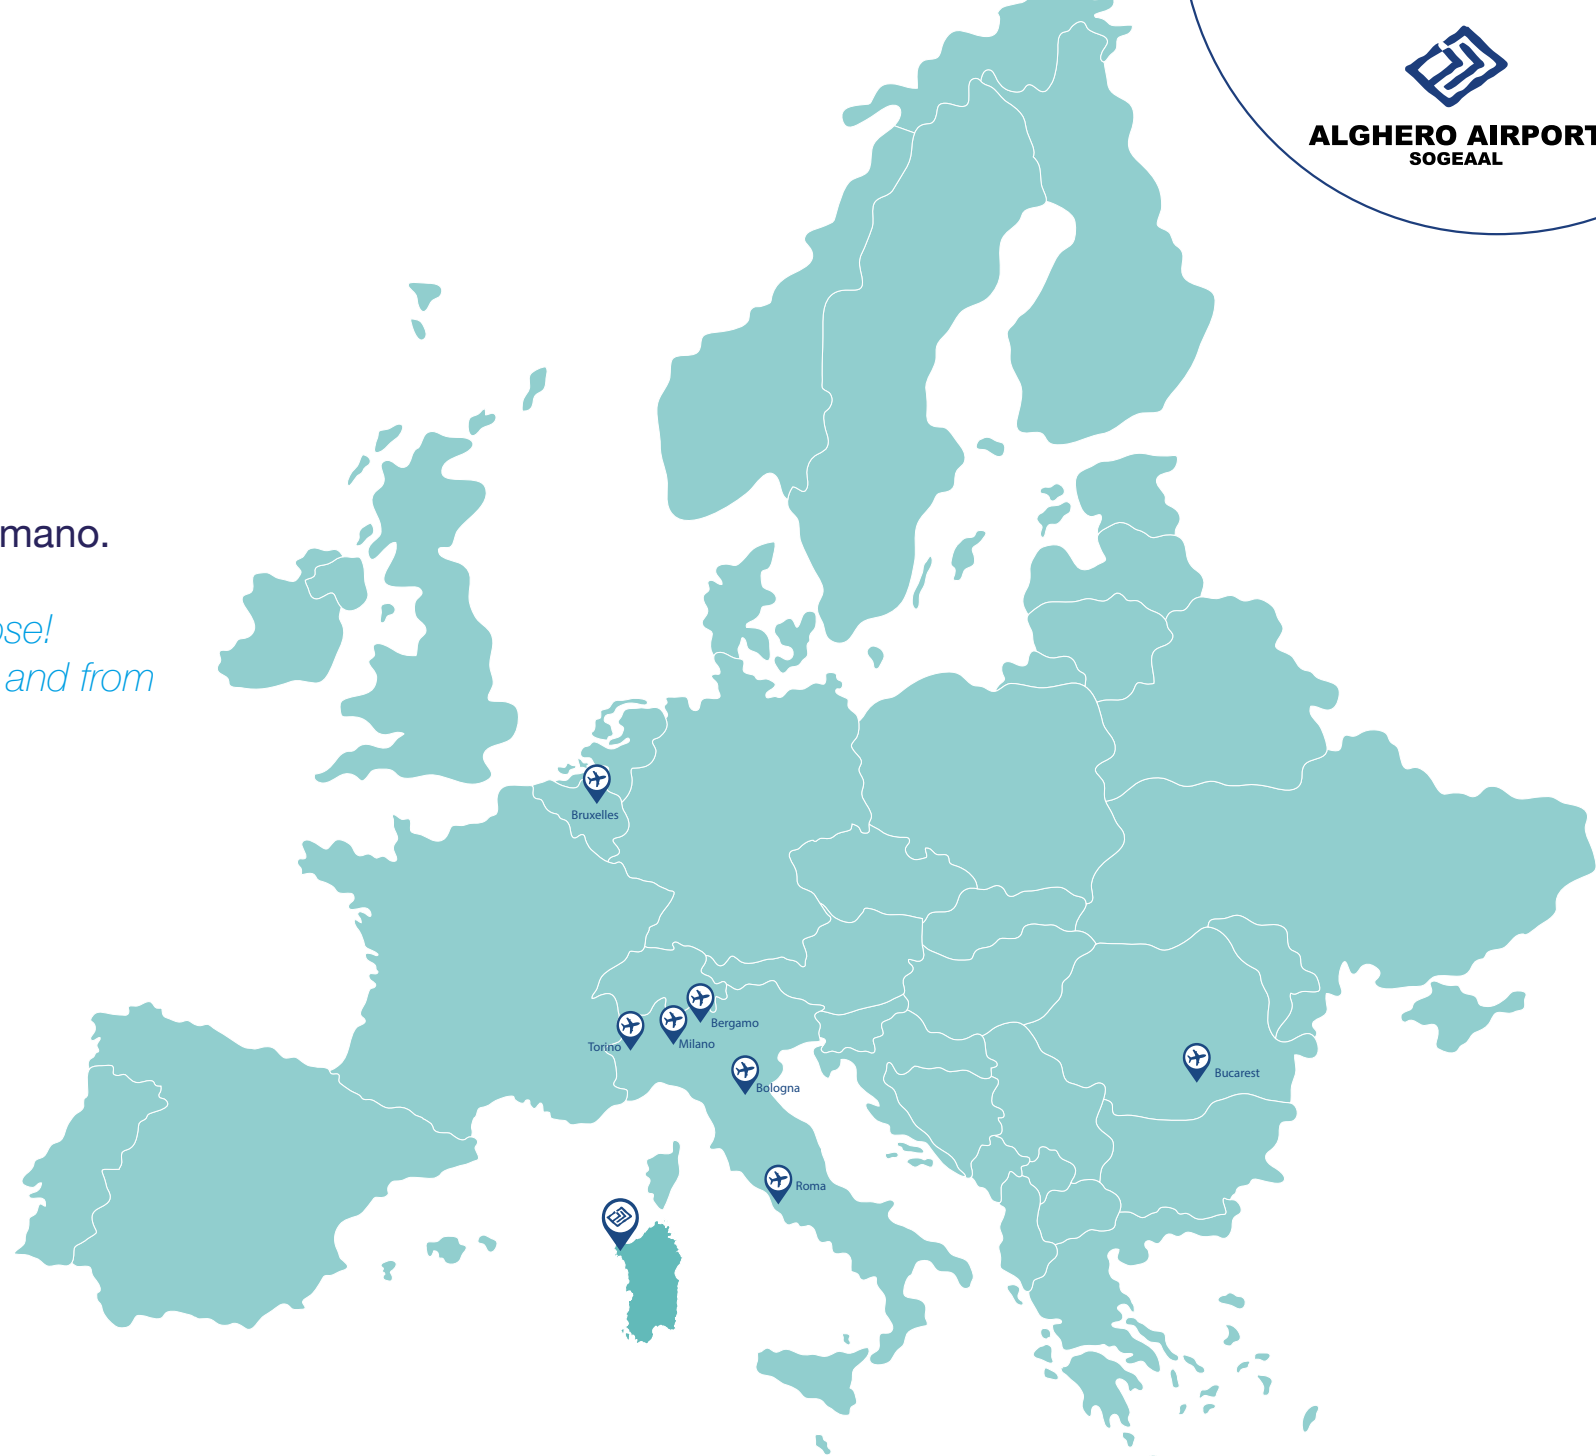 ALGHERO AIRPORT
SOGEAAL
mano.
ose!
and from
Bruxelles
Bergamo
Torino
Milano
Bologna
Bucarest
Roma